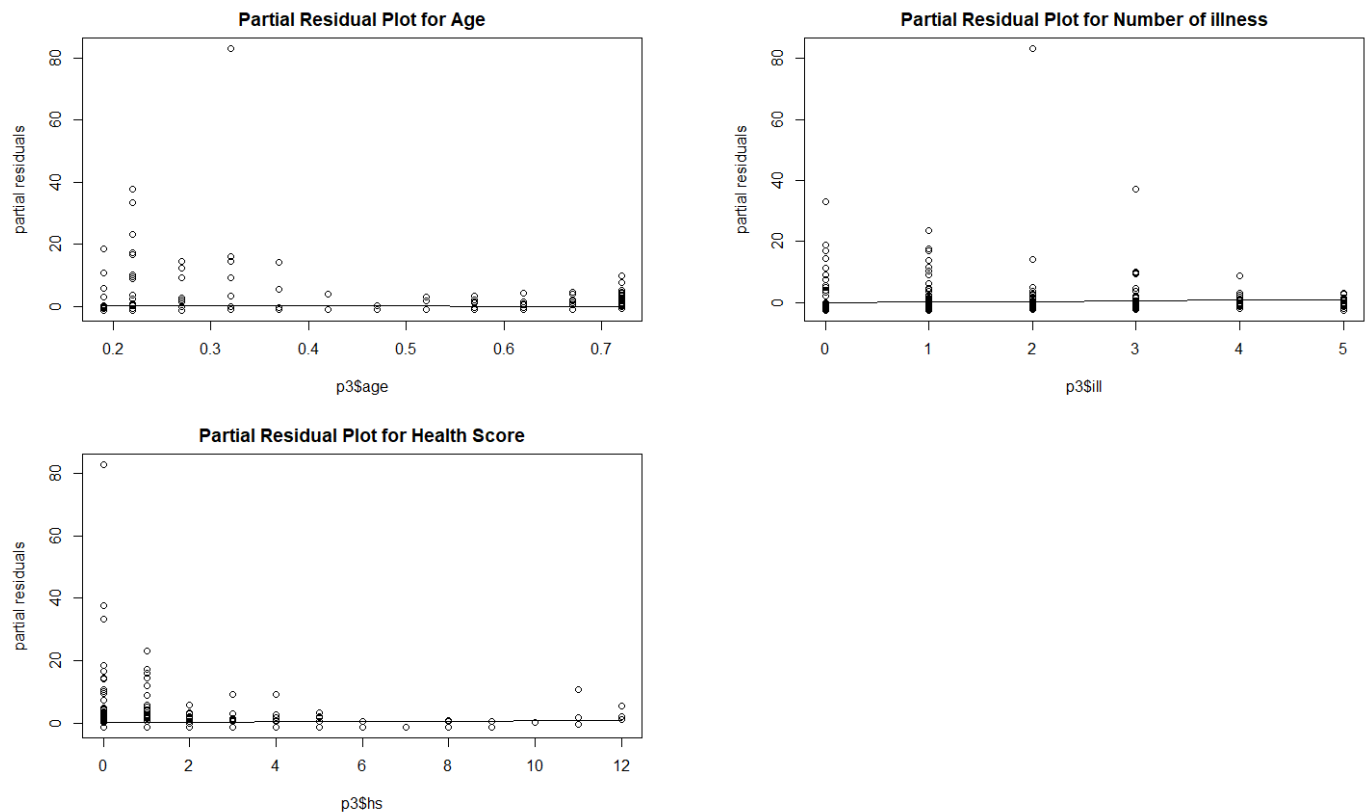 Partial Residual Plot for Age
80
60
40
20
0
partial residuals
0.2 0.3 0.4 0.5 0.6 0.7
p3$age
Partial Residual Plot for Number of illness
80
60
40
20
0
partial residuals
0 1 2 3 4 5
p3$ill
Partial Residual Plot for Health Score
80
60
40
20
0
partial residuals
0 2 4 6 8 10 12
p3$hs